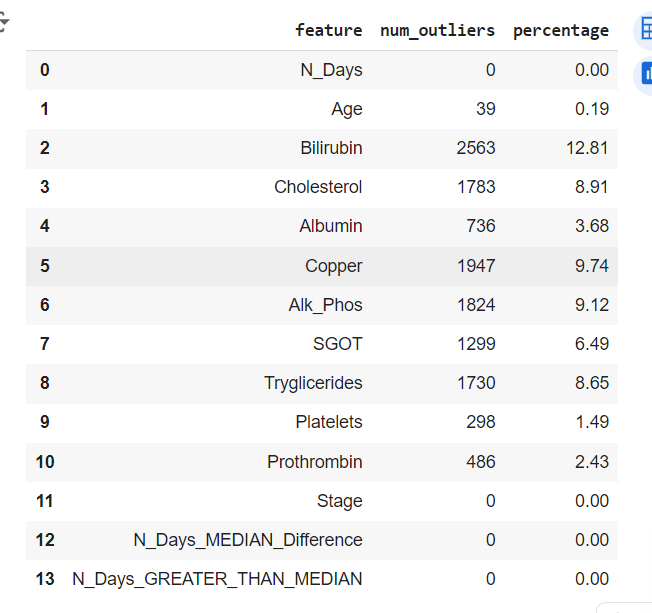 feature num_outliers percentage
0 N_Days 0 0.00
1 Age 39 0.19
2 Bilirubin 2563 12.81
3 Cholesterol 1783 8.91
4 Albumin 736 3.68
5 Copper 1947 9.74
6 Alk_Phos 1824 9.12
7 SGOT 1299 6.49
8 Tryglicerides 1730 8.65
9 Platelets 298 1.49
10 Prothrombin 486 2.43
11 Stage 0 0.00
12 N_Days_MEDIAN_Difference 0 0.00
13 N_Days_GREATER_THAN_MEDIAN 0 0.00